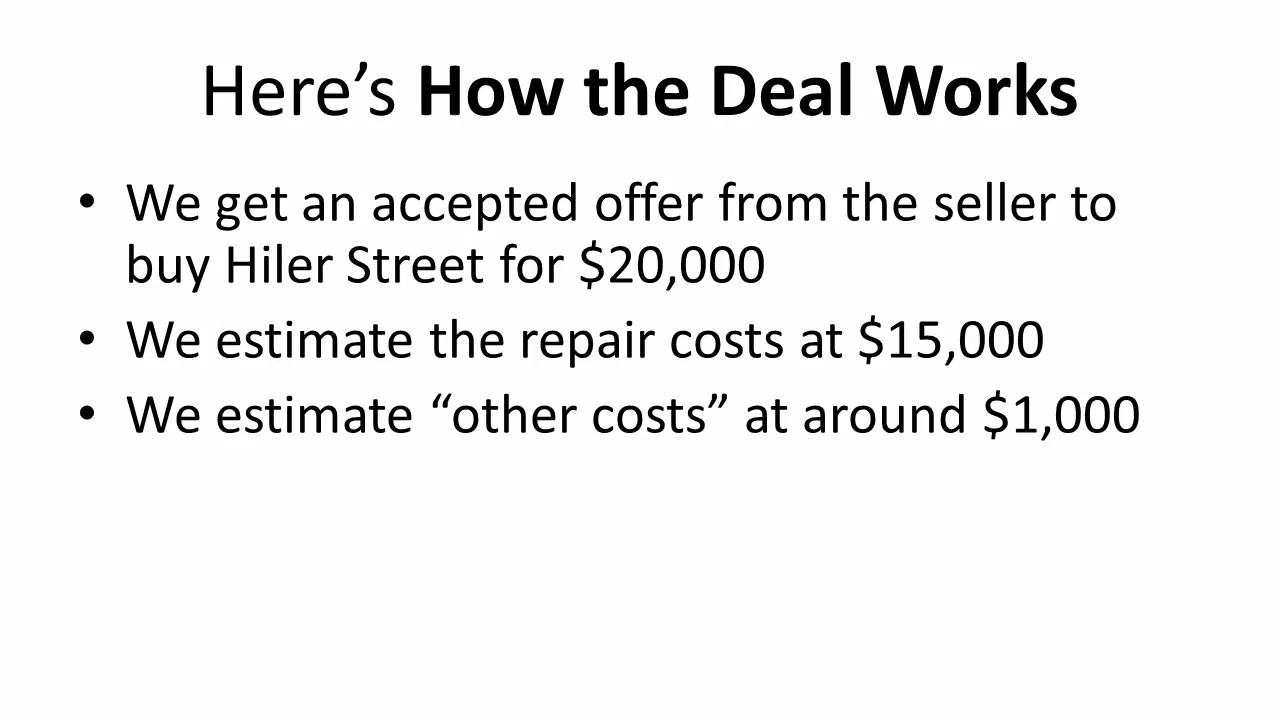 Here’s How the Deal Works
• We get an accepted offer from the seller to
buy Hiler Street for $20,000
• We estimate the repair costs at $15,000
• We estimate “other costs” at around $1,000